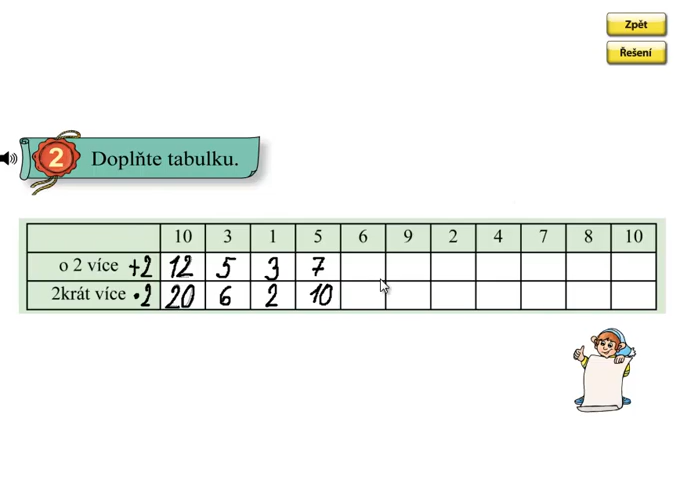 Zpět
Řešení
2 Doplňte tabulku.
10 3 1 5 6 9 2 4 7 8 10
o 2 více +2 12 5 3 7
2krát více •2 20 6 2 10